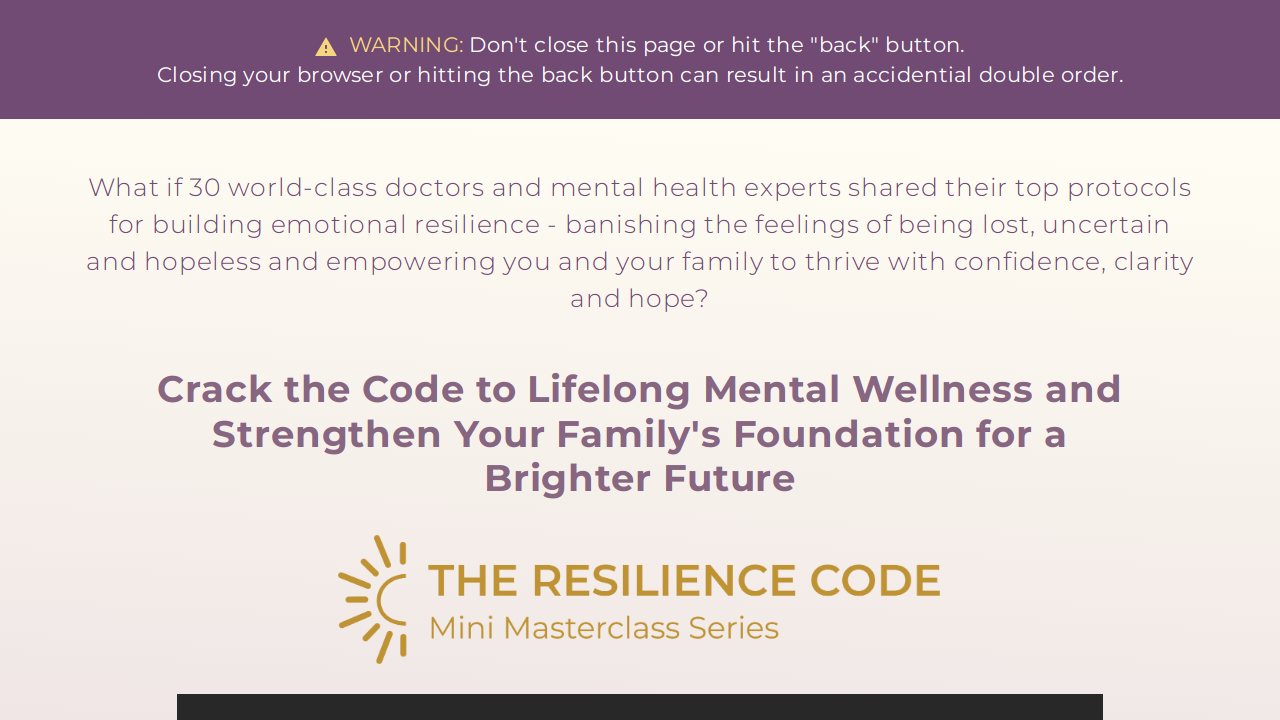 WARNING: Don't close this page or hit the "back" button.
Closing your browser or hitting the back button can result in an accidential double order.
What if 30 world-class doctors and mental health experts shared their top protocols
for building emotional resilience - banishing the feelings of being lost, uncertain
and hopeless and empowering you and your family to thrive with confidence, clarity
and hope?
Crack the Code to Lifelong Mental Wellness and
Strengthen Your Family's Foundation for a
Brighter Future
THE RESILIENCE CODE
Mini Masterclass Series